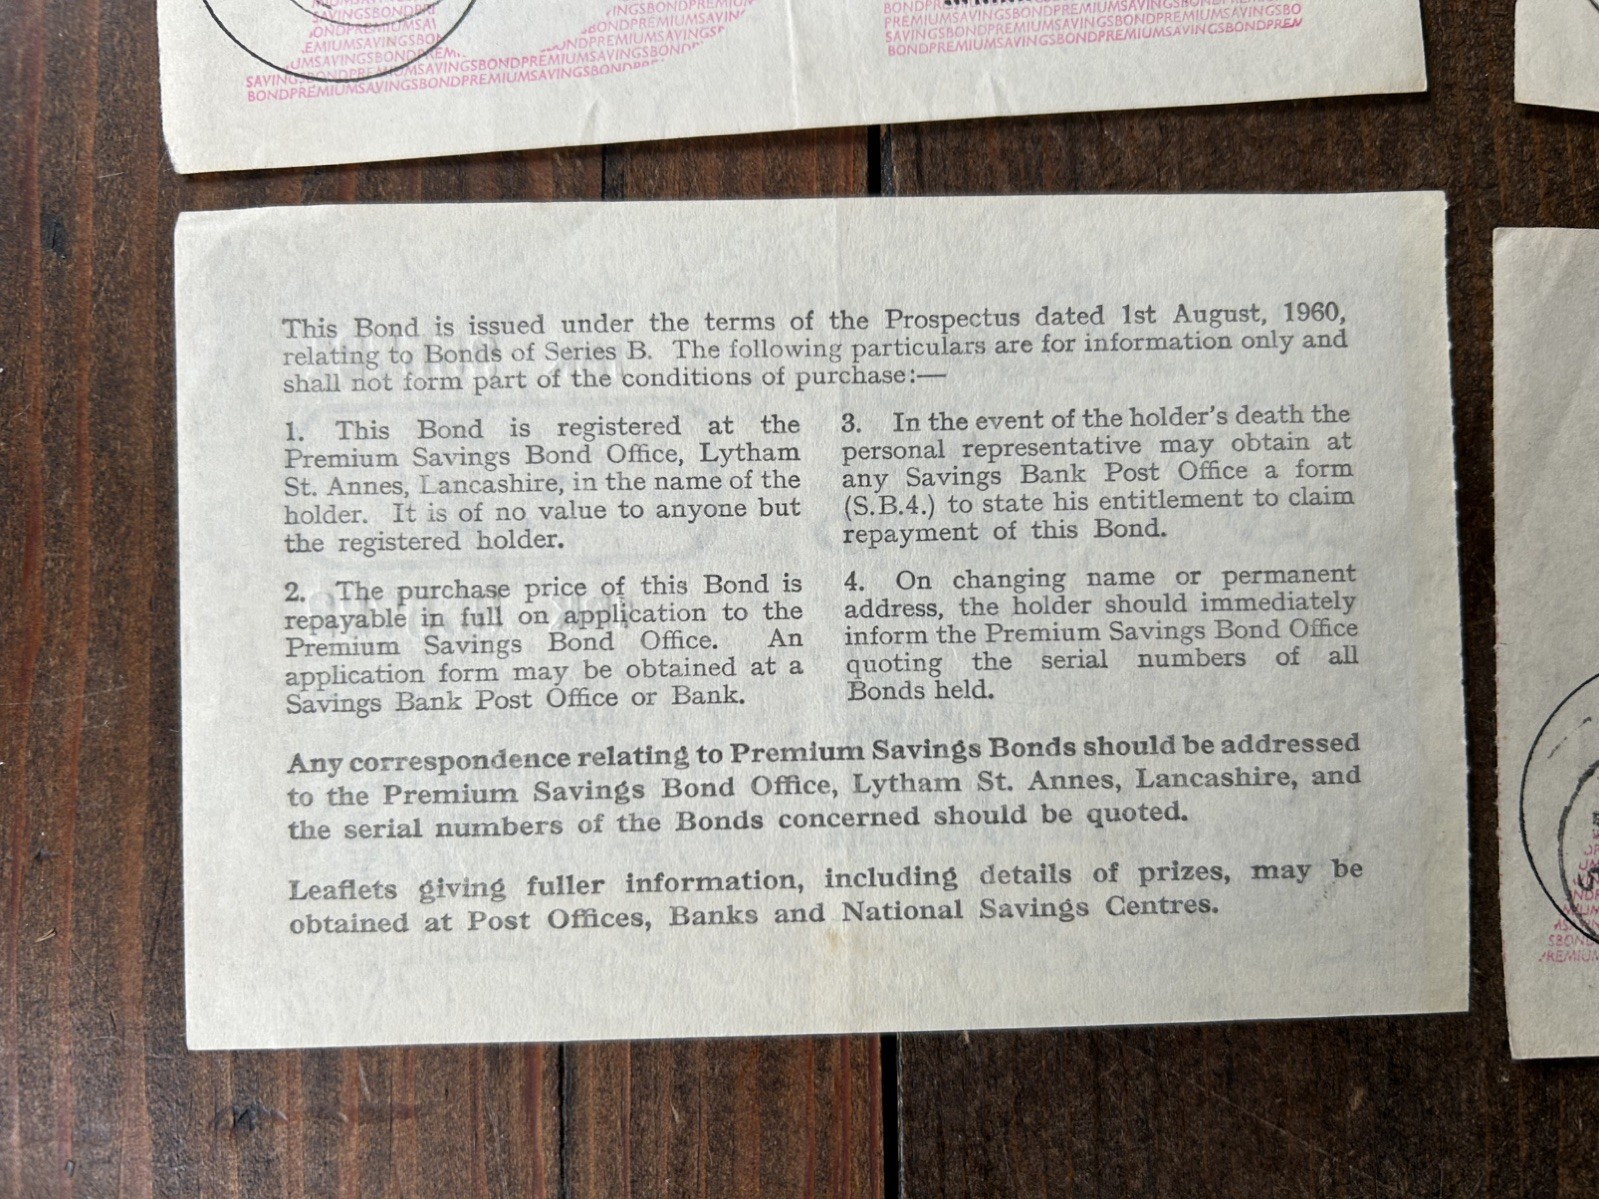 SAVINGSBONDPREMIUMSAVINGSBONDPREMIUMSAVINGSBOND
BONDPREMIUMSAVINGSBONDPREMIUMSAVINGSBOND
PREMIUMSAVINGSBONDPREMIUMSAVINGSBONDPREMIUMSAVINGSBO
BONDPREMIUMSAVINGSBONDPREMIUMSAVINGSBONDPREM
This Bond is issued under the terms of the Prospectus dated 1st August, 1960,
relating to Bonds of Series B. The following particulars are for information only and
shall not form part of the conditions of purchase:—
1. This Bond is registered at the
Premium Savings Bond Office, Lytham
St. Annes, Lancashire, in the name of the
holder. It is of no value to anyone but
the registered holder.
2. The purchase price of this Bond is
repayable in full on application to the
Premium Savings Bond Office. An
application form may be obtained at a
Savings Bank Post Office or Bank.
3. In the event of the holder's death the
personal representative may obtain at
any Savings Bank Post Office a form
(S.B.4.) to state his entitlement to claim
repayment of this Bond.
4. On changing name or permanent
address, the holder should immediately
inform the Premium Savings Bond Office
quoting the serial numbers of all
Bonds held.
Any correspondence relating to Premium Savings Bonds should be addressed
to the Premium Savings Bond Office, Lytham St. Annes, Lancashire, and
the serial numbers of the Bonds concerned should be quoted.
Leaflets giving fuller information, including details of prizes, may be
obtained at Post Offices, Banks and National Savings Centres.